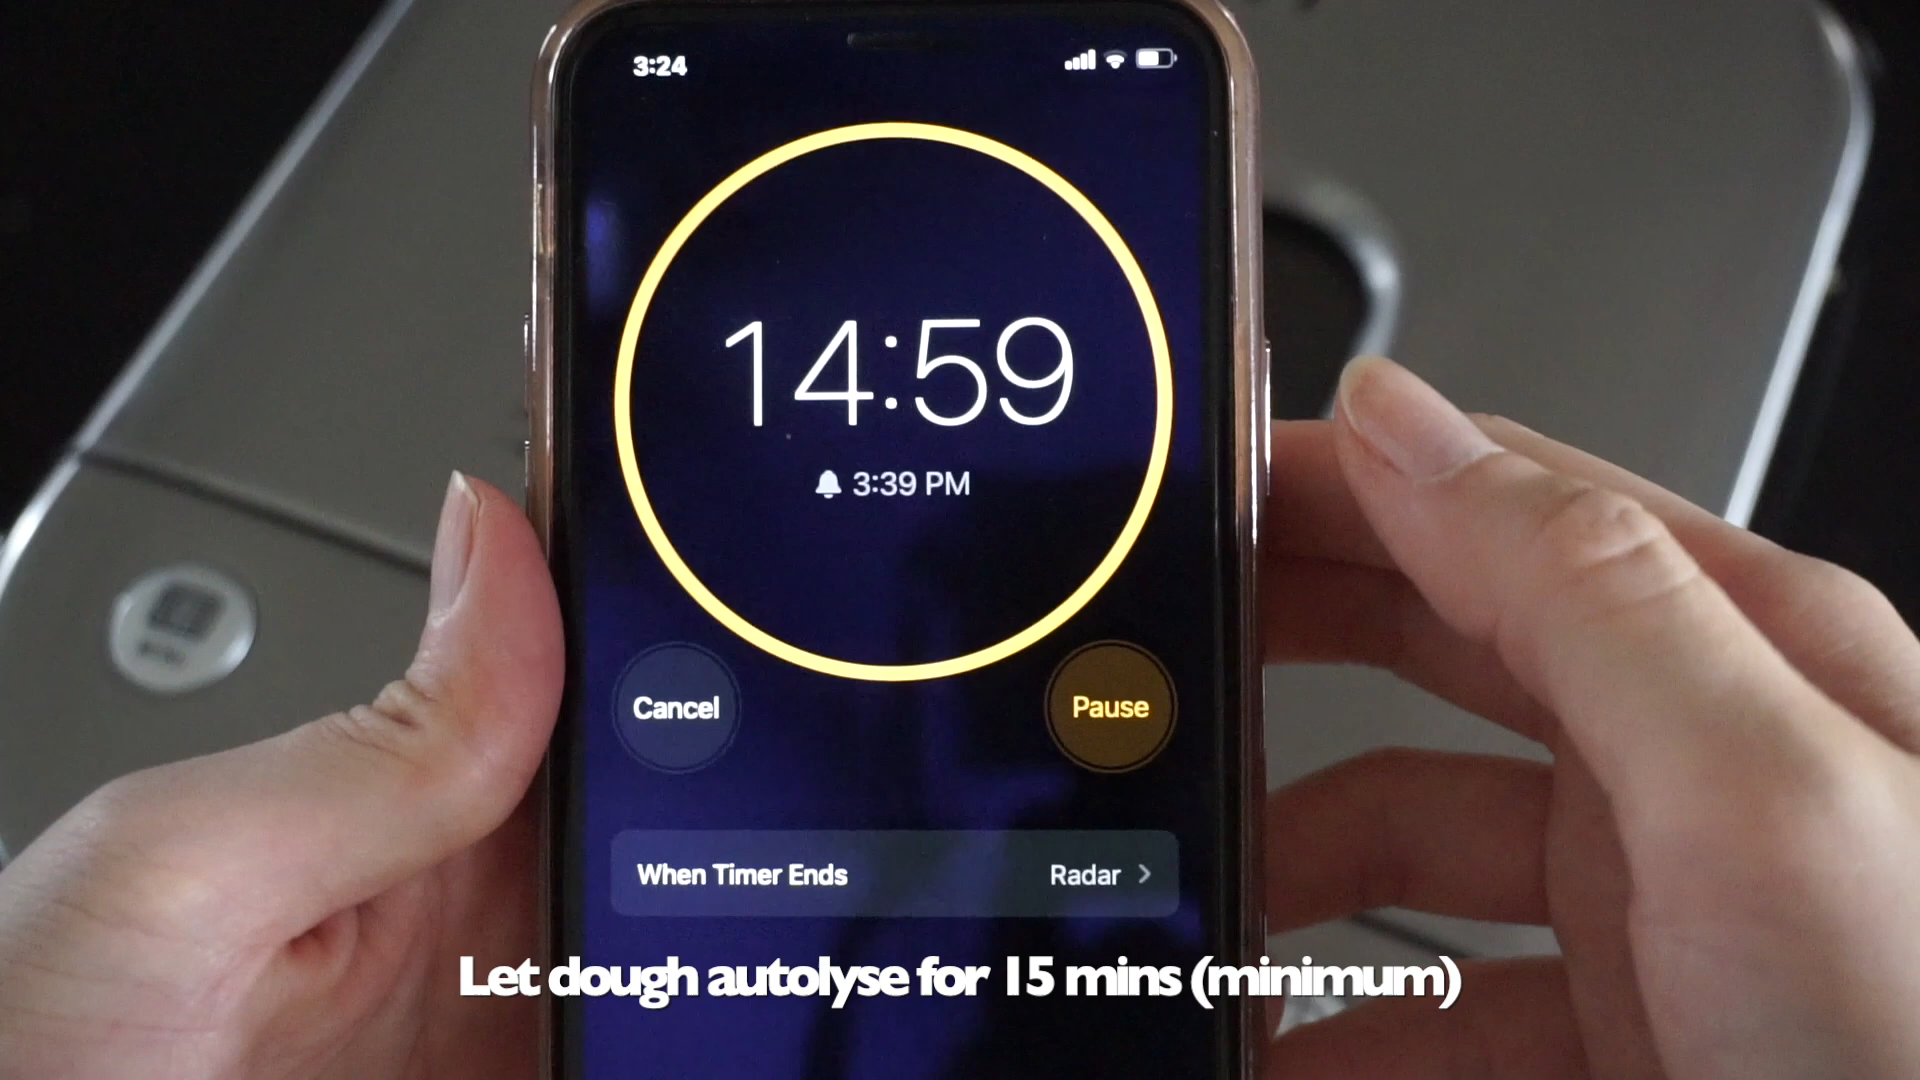 3:24
14:59
3:39 PM
Cancel
Pause
When Timer Ends
Radar
Let dough autolyse for 15 mins (minimum)